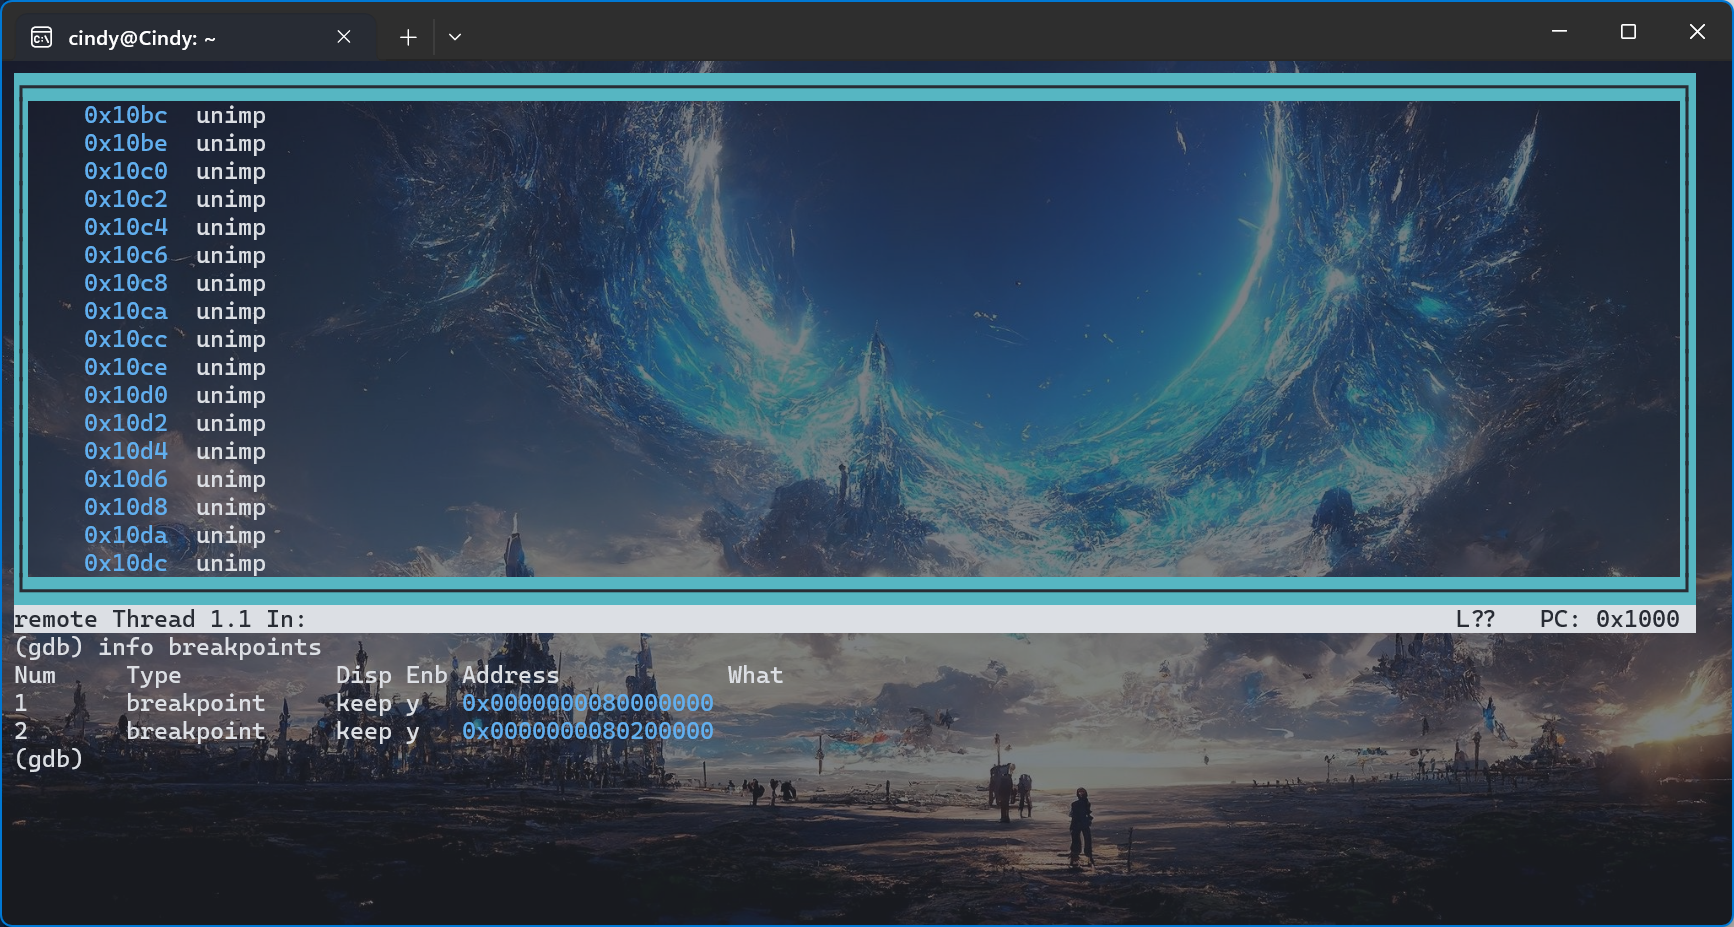 cindy@Cindy: ~
0x10bc unimp
0x10be unimp
0x10c0 unimp
0x10c2 unimp
0x10c4 unimp
0x10c6 unimp
0x10c8 unimp
0x10ca unimp
0x10cc unimp
0x10ce unimp
0x10d0 unimp
0x10d2 unimp
0x10d4 unimp
0x10d6 unimp
0x10d8 unimp
0x10da unimp
0x10dc unimp
remote Thread 1.1 In: L?? PC: 0x1000
(gdb) info breakpoints
Num Type Disp Enb Address What
1 breakpoint keep y 0x0000000080000000
2 breakpoint keep y 0x0000000080200000
(gdb)